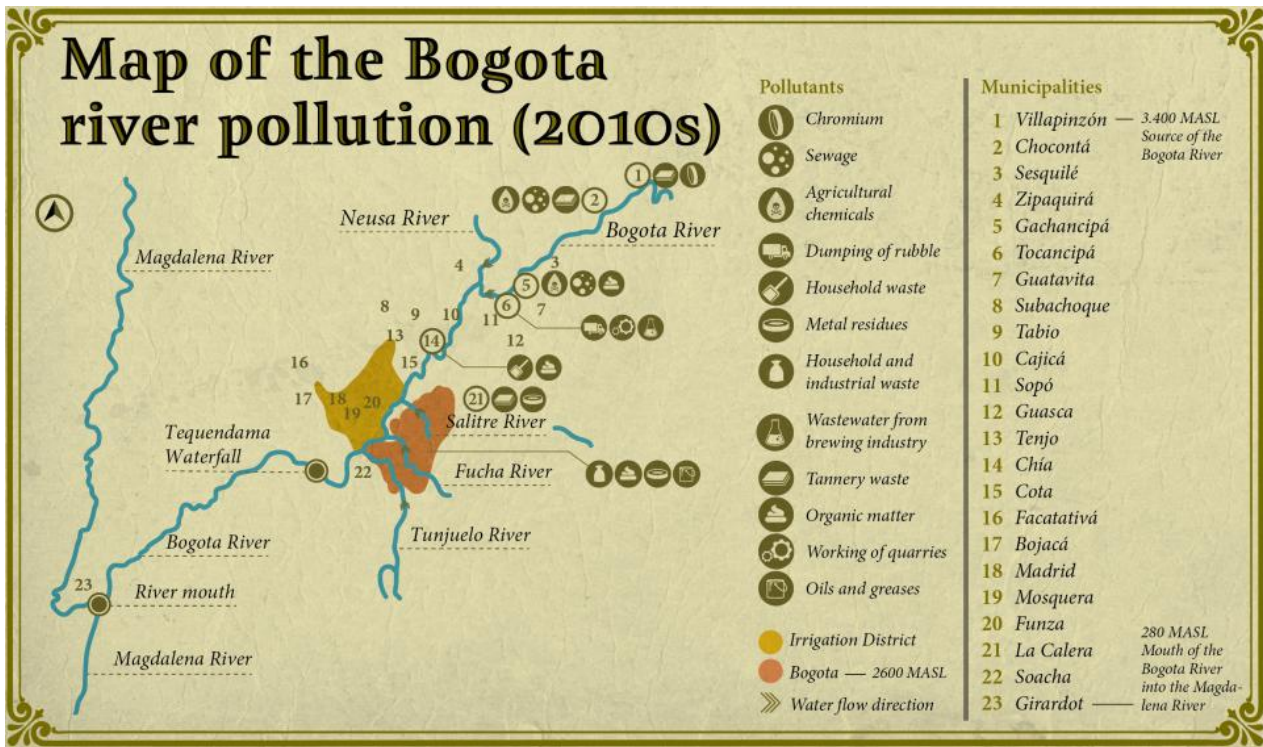 Map of the Bogota
river pollution (2010s)
Magdalena River
Neusa River
Bogota River
1
2
3
4
5
6
7
8
9
10
11
12
13
14
15
16
17
18
19
20
21
Salitre River
Tequendama
Waterfall
22
Fucha River
Tunjuelo River
Bogota River
23
River mouth
Magdalena River
Pollutants
Chromium
Sewage
Agricultural
chemicals
Dumping of rubble
Household waste
Metal residues
Household and
industrial waste
Wastewater from
brewing industry
Tannery waste
Organic matter
Working of quarries
Oils and greases
Irrigation District
Bogota — 2600 MASL
Water flow direction
Municipalities
1 Villapinzón — 3.400 MASL
Source of the
Bogota River
2 Chocontá
3 Sesquilé
4 Zipaquirá
5 Gachancipá
6 Tocancipá
7 Guatavita
8 Subachoque
9 Tabio
10 Cajicá
11 Sopó
12 Guasca
13 Tenjo
14 Chía
15 Cota
16 Facatativá
17 Bojacá
18 Madrid
19 Mosquera
20 Funza
21 La Calera
22 Soacha
23 Girardot
280 MASL
Mouth of the
Bogota River
into the Magda-
lena River